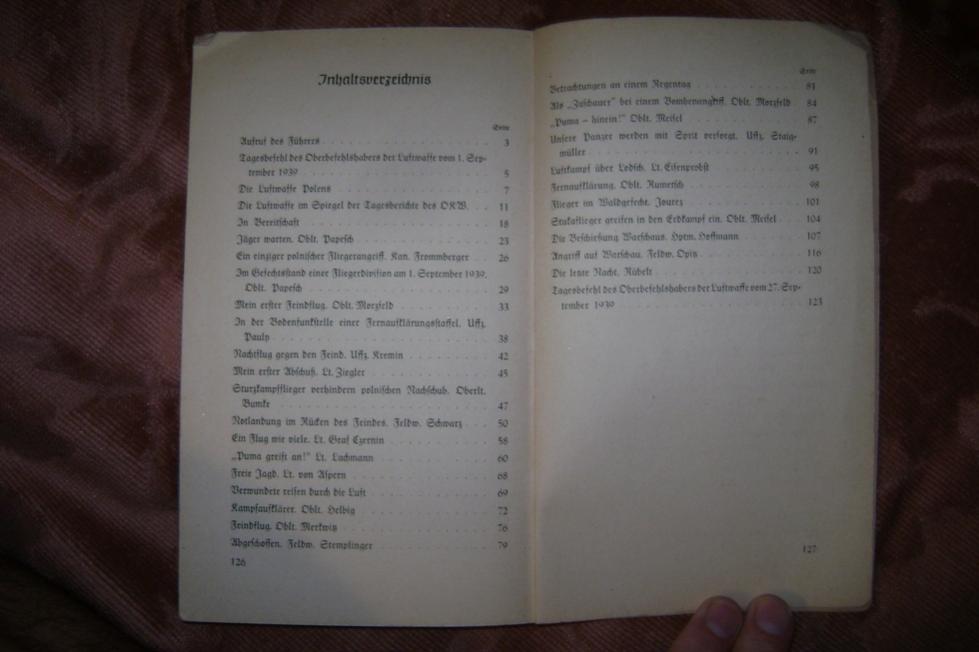 Inhaltsverzeichnis
Seite
Aufruf des Führers . . . . . . . . . . . . 3
Tagesbefehl des Oberbefehlshabers der Luftwaffe vom 1. Sep-
tember 1939 . . . . . . . . . . . . 5
Die Luftwaffe Polens . . . . . . . . . . . . 7
Die Luftwaffe im Spiegel der Tagesberichte des OKW. . . . 11
In Bereitschaft . . . . . . . . . . . . 18
Jäger warten. Oblt. Papesch . . . . . . . . . . . . 23
Ein einziger polnischer Fliegerangriff. Kan. Frommberger . . 26
Im Gefechtsstand einer Fliegerdivision am 1. September 1939.
Oblt. Papesch . . . . . . . . . . . . 29
Mein erster Feindflug. Oblt. Morzfeld . . . . . . . . 33
In der Bodenfunkstelle einer Fernaufklärungsstaffel. Uffz.
Pauly . . . . . . . . . . . . 38
Nachtflug gegen den Feind. Uffz. Kremin . . . . . . . . 42
Mein erster Abschuß. Lt. Ziegler . . . . . . . . . . 45
Sturzkampfflieger verhindern polnischen Nachschub. Oberlt.
Bumke . . . . . . . . . . . . 47
Notlandung im Rücken des Feindes. Feldw. Schwarz . . . 50
Ein Flug wie viele. Lt. Graf Czernin . . . . . . . . 58
„Puma greift an!" Lt. Lachmann . . . . . . . . . . 60
Freie Jagd. Lt. von Aspern . . . . . . . . . . 68
Verwundete reisen durch die Luft . . . . . . . . . . 69
Kampfaufklärer. Oblt. Helbig . . . . . . . . . . 72
Feindflug. Oblt. Merkwitz . . . . . . . . . . 76
Abgeschossen. Feldw. Stemplinger . . . . . . . . . . 79
126
Seite
Betrachtungen an einem Regentag . . . . . . . . . . 81
Als „Zuschauer" bei einem Bombenangriff. Oblt. Morzfeld . 84
„Puma – hinein!" Oblt. Meisel . . . . . . . . . . 87
Unsere Panzer werden mit Sprit versorgt. Uffz. Staig-
müller . . . . . . . . . . . . 91
Luftkampf über Lodsch. Lt. Eisenprobst . . . . . . . . 95
Fernaufklärung. Oblt. Rumetsch . . . . . . . . . . 98
Flieger im Waldgefecht. Jourez . . . . . . . . . . 101
Stukaflieger greifen in den Erdkampf ein. Oblt. Meisel . . . 104
Die Beschießung Warschaus. Hptm. Hoffmann . . . . . . 107
Angriff auf Warschau. Feldw. Opitz . . . . . . . . . . 116
Die letzte Nacht. Rübelt . . . . . . . . . . 120
Tagesbefehl des Oberbefehlshabers der Luftwaffe vom 27. Sep-
tember 1939 . . . . . . . . . . . . 123
127